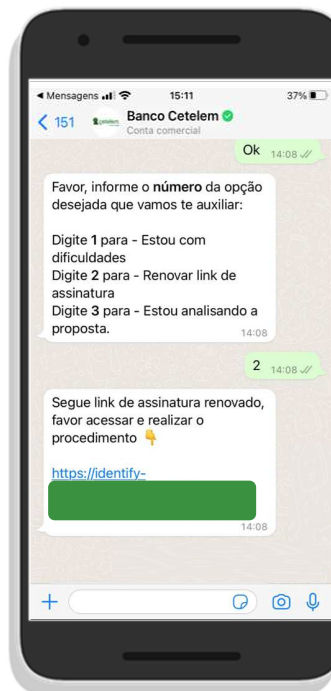 Mensagens 15:11 37%
151 Cetelem Banco Cetelem
Conta comercial
Ok 14:08
Favor, informe o número da opção
desejada que vamos te auxiliar:
Digite 1 para - Estou com
dificuldades
Digite 2 para - Renovar link de
assinatura
Digite 3 para - Estou analisando a
proposta. 14:08
2 14:08
Segue link de assinatura renovado,
favor acessar e realizar o
procedimento 👇
https://identify-
14:08